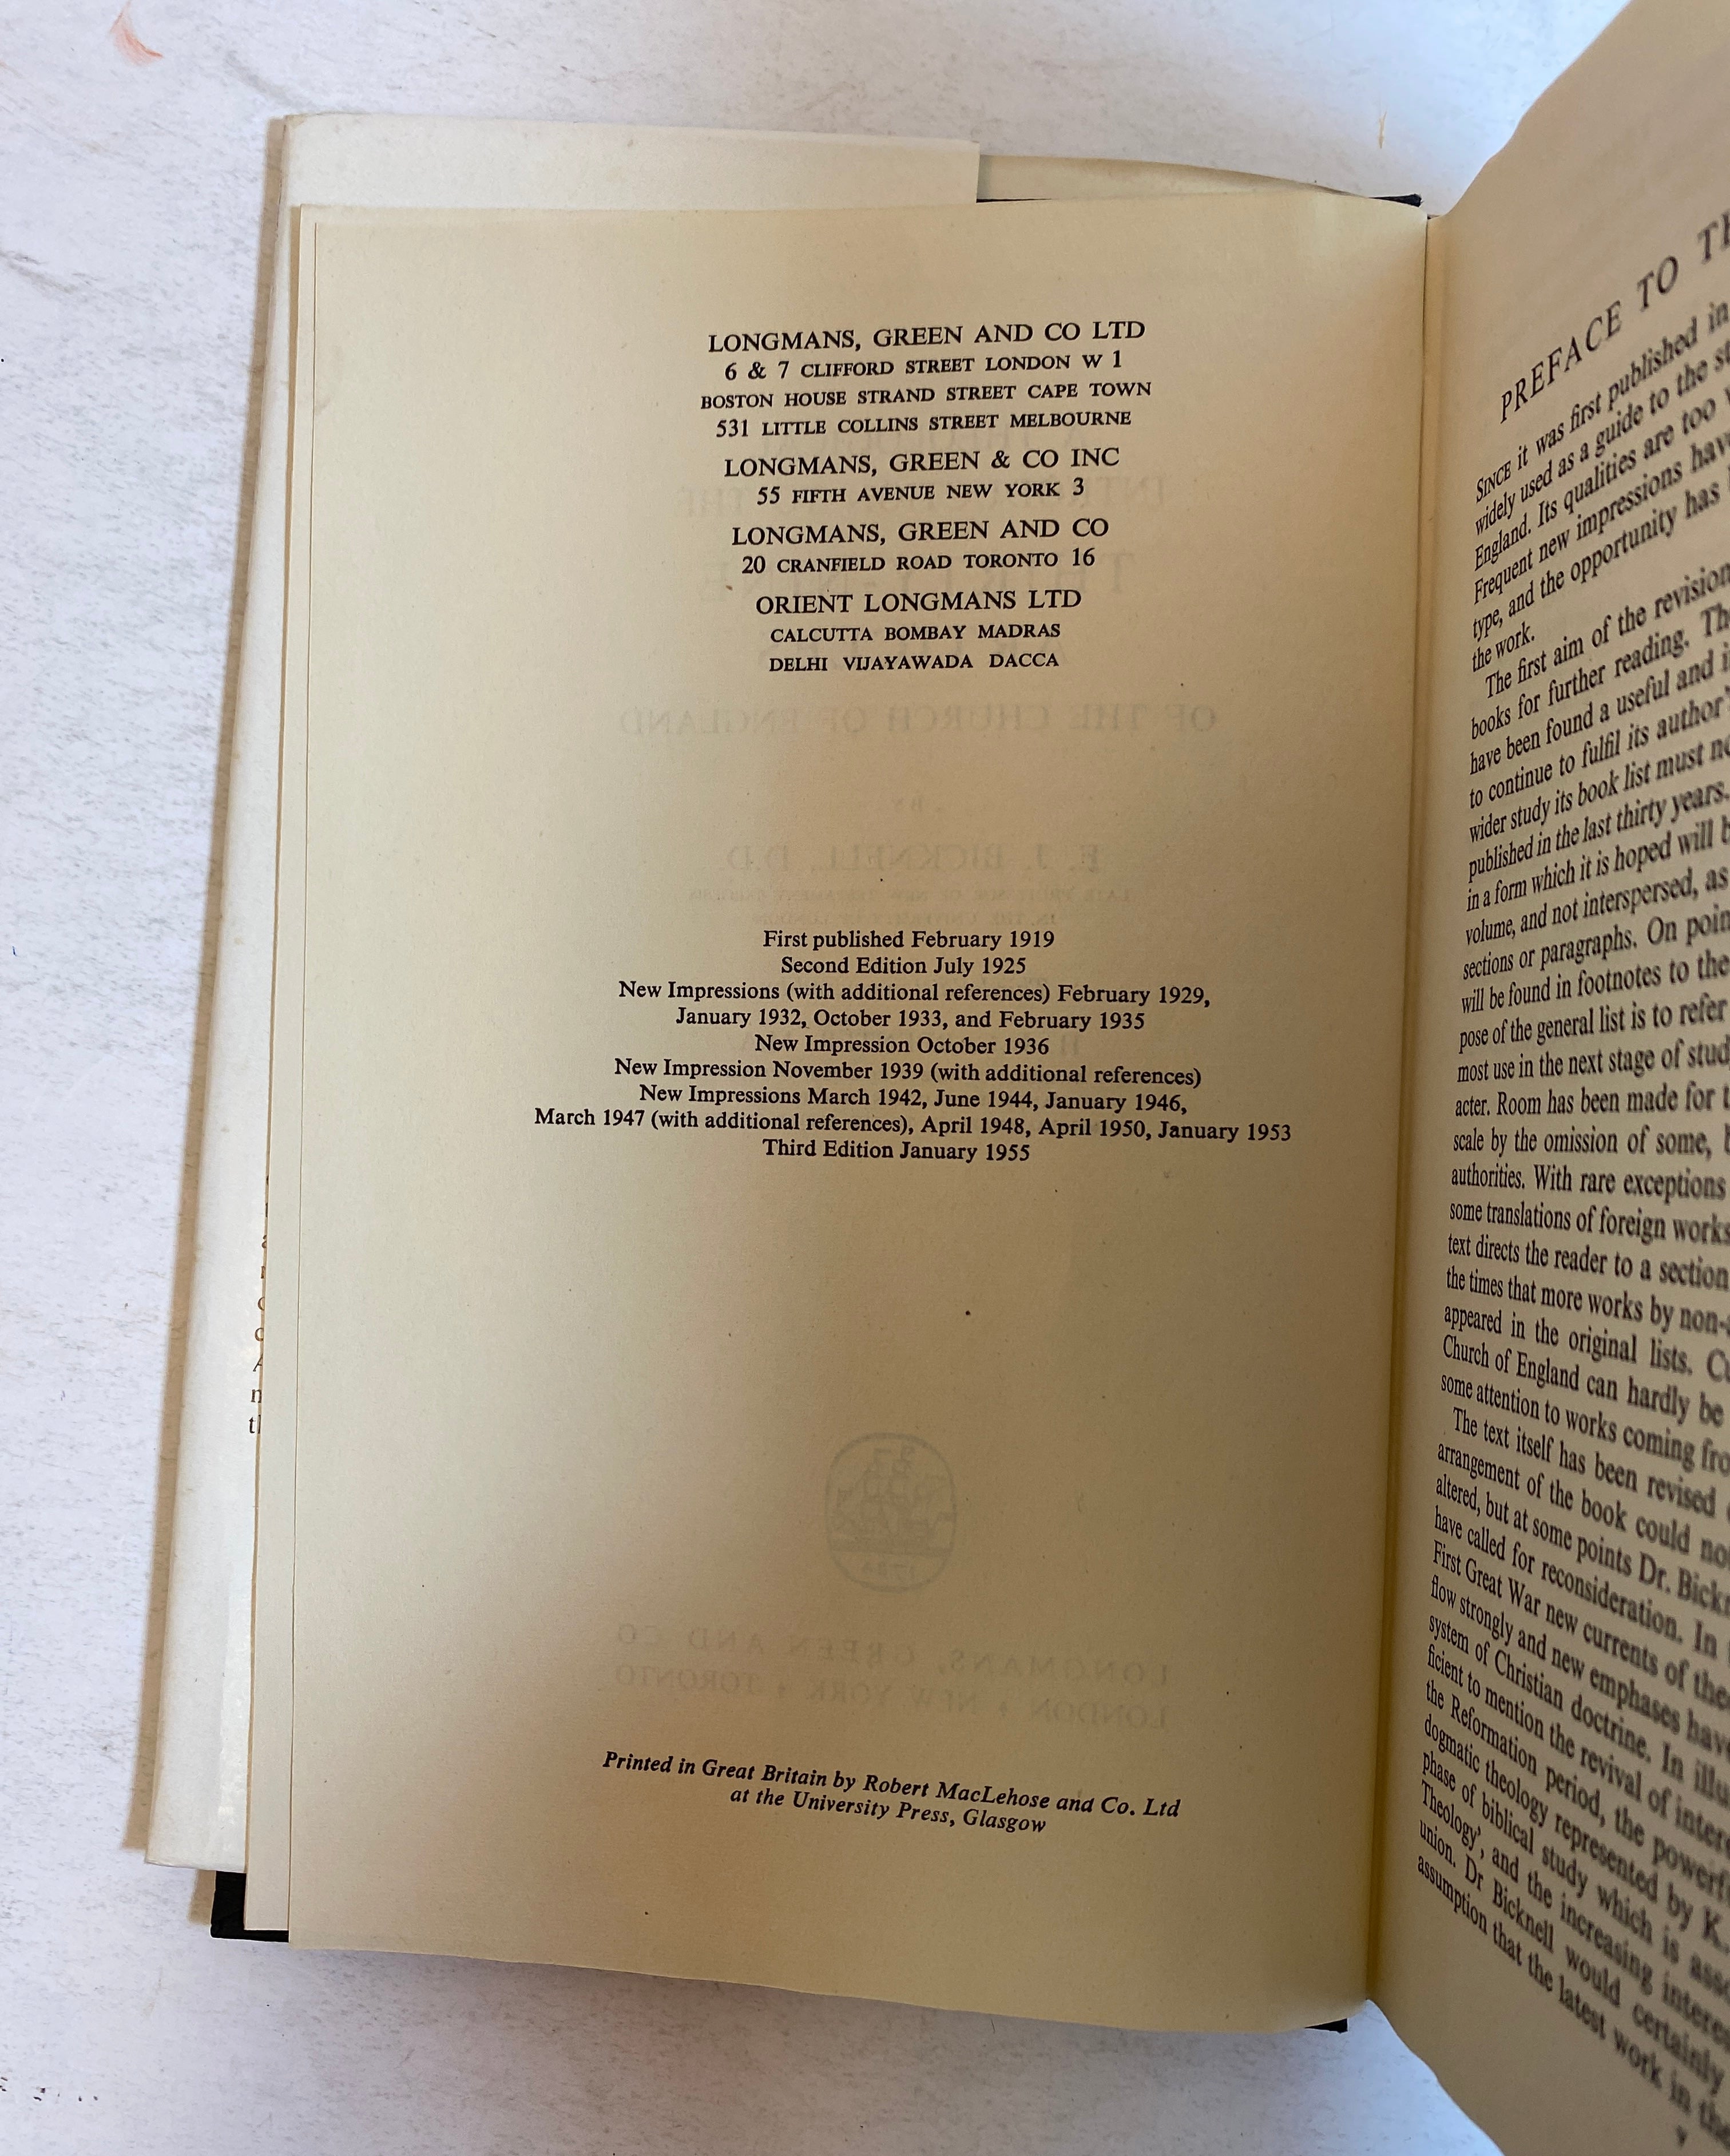 LONGMANS, GREEN AND CO LTD
6 & 7 CLIFFORD STREET LONDON W 1
BOSTON HOUSE STRAND STREET CAPE TOWN
531 LITTLE COLLINS STREET MELBOURNE
LONGMANS, GREEN & CO INC
55 FIFTH AVENUE NEW YORK 3
LONGMANS, GREEN AND CO
20 CRANFIELD ROAD TORONTO 16
ORIENT LONGMANS LTD
CALCUTTA BOMBAY MADRAS
DELHI VIJAYAWADA DACCA
First published February 1919
Second Edition July 1925
New Impressions (with additional references) February 1929,
January 1932, October 1933, and February 1935
New Impression October 1936
New Impression November 1939 (with additional references)
New Impressions March 1942, June 1944, January 1946,
March 1947 (with additional references), April 1948, April 1950, January 1953
Third Edition January 1955
Printed in Great Britain by Robert MacLehose and Co. Ltd
at the University Press, Glasgow
PREFACE TO
SINCE it was first published in
widely used as a guide to the
England. Its qualities are too
Frequent new impressions
type, and the opportunity has
the work.
The first aim of the revision
books for further reading.
have been found a useful and
to continue to fulfil its author's
wider study its book list must
published in the last thirty years.
in a form which it is hoped will
volume, and not interspersed, as
sections or paragraphs. On
will be found in footnotes to the
pose of the general list is to refer
most use in the next stage of
acter. Room has been made for
scale by the omission of some,
authorities. With rare exceptions
some translations of foreign works
text directs the reader to a section
the times that more works by
appeared in the original lists.
Church of England can hardly be
some attention to works coming
The text itself has been revised
arrangement of the book could
altered, but at some points Dr.
have called for reconsideration. In
First Great War new currents of
flow strongly and new emphases
system of Christian doctrine. In
ficient to mention the revival of
the Reformation period, the
dogmatic theology represented by K.
phase of biblical study which is
Theology', and the increasing
union. Dr Bicknell would certainly
assumption that the latest work in